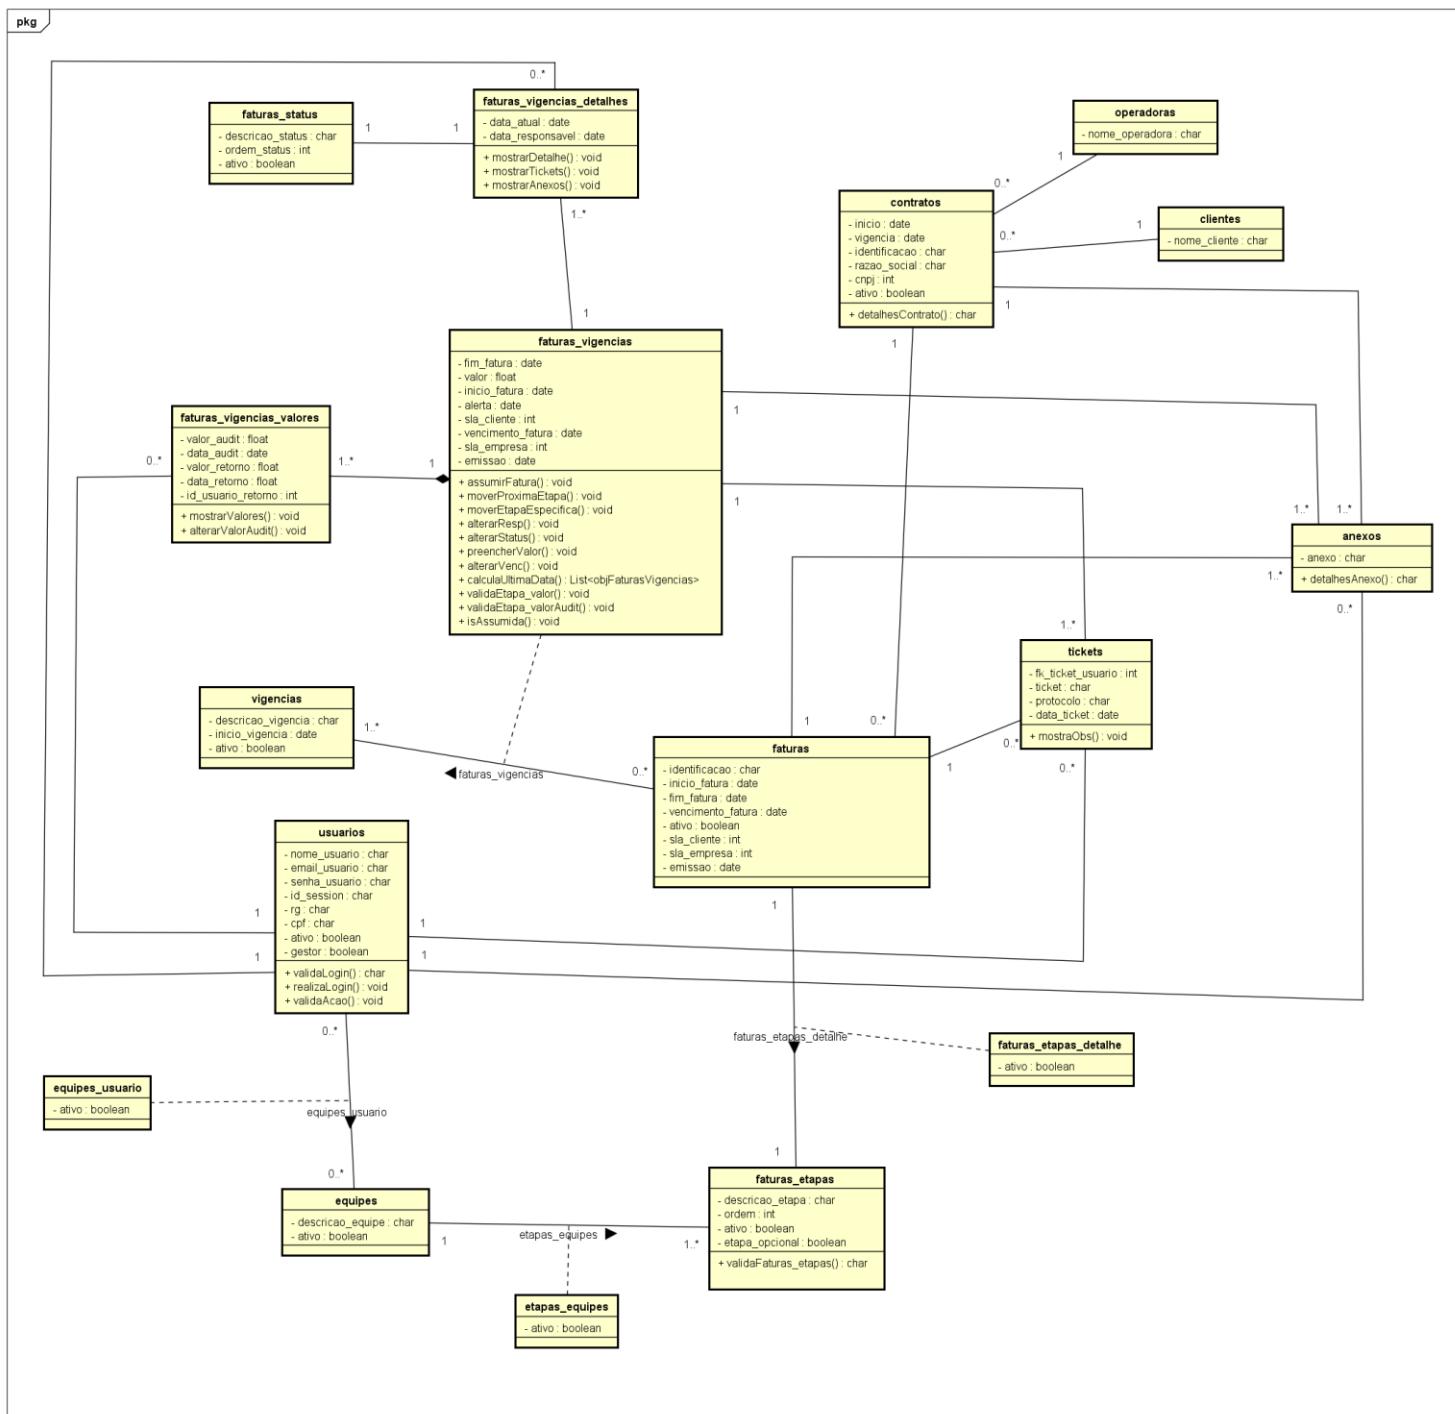 pkg
0..*
faturas_vigencias_detalhes
- data_atual : date
- data_responsavel : date
+ mostrarDetalhe() : void
+ mostrarTickets() : void
+ mostrarAnexos() : void
faturas_status
- descricao_status : char
- ordem_status : int
- ativo : boolean
1
1
1..*
1
operadoras
- nome_operadora : char
1
0..*
contratos
- inicio : date
- vigencia : date
- identificacao : char
- razao_social : char
- cnpj : int
- ativo : boolean
+ detalhesContrato() : char
clientes
- nome_cliente : char
1
0..*
1
1
faturas_vigencias
- fim_fatura : date
- valor : float
- inicio_fatura : date
- alerta : date
- sla_cliente : int
- vencimento_fatura : date
- sla_empresa : int
- emissao : date
+ assumirFatura() : void
+ moverProximaEtapa() : void
+ moverEtapaEspecifica() : void
+ alterarResp() : void
+ alterarStatus() : void
+ preencherValor() : void
+ alterarVenc() : void
+ calculaUltimaData() : List<objFaturasVigencias>
+ validaEtapa_valor() : void
+ validaEtapa_valorAudit() : void
+ isAssumida() : void
faturas_vigencias_valores
- valor_audit : float
- data_audit : date
- valor_retorno : float
- data_retorno : float
- id_usuario_retorno : int
+ mostrarValores() : void
+ alterarValorAudit() : void
0..*
1..*
1
1
1
1..*
1..*
anexos
- anexo : char
+ detalhesAnexo() : char
1..*
0..*
1..*
tickets
- fk_ticket_usuario : int
- ticket : char
- protocolo : char
- data_ticket : date
+ mostraObs() : void
vigencias
- descricao_vigencia : char
- inicio_vigencia : date
- ativo : boolean
1..*
faturas_vigencias
0..*
1
0..*
faturas
- identificacao : char
- inicio_fatura : date
- fim_fatura : date
- vencimento_fatura : date
- ativo : boolean
- sla_cliente : int
- sla_empresa : int
- emissao : date
0..*
1
0..*
usuarios
- nome_usuario : char
- email_usuario : char
- senha_usuario : char
- id_session : char
- rg : char
- cpf : char
- ativo : boolean
- gestor : boolean
+ validaLogin() : char
+ realizaLogin() : void
+ validaAcao() : void
1
1
1
1
0..*
1
faturas_etapas_detalhe
faturas_etapas_detalhe
- ativo : boolean
equipes_usuario
- ativo : boolean
equipes_usuario
0..*
1
equipes
- descricao_equipe : char
- ativo : boolean
1
etapas_equipes
1..*
faturas_etapas
- descricao_etapa : char
- ordem : int
- ativo : boolean
- etapa_opcional : boolean
+ validaFaturas_etapas() : char
etapas_equipes
- ativo : boolean